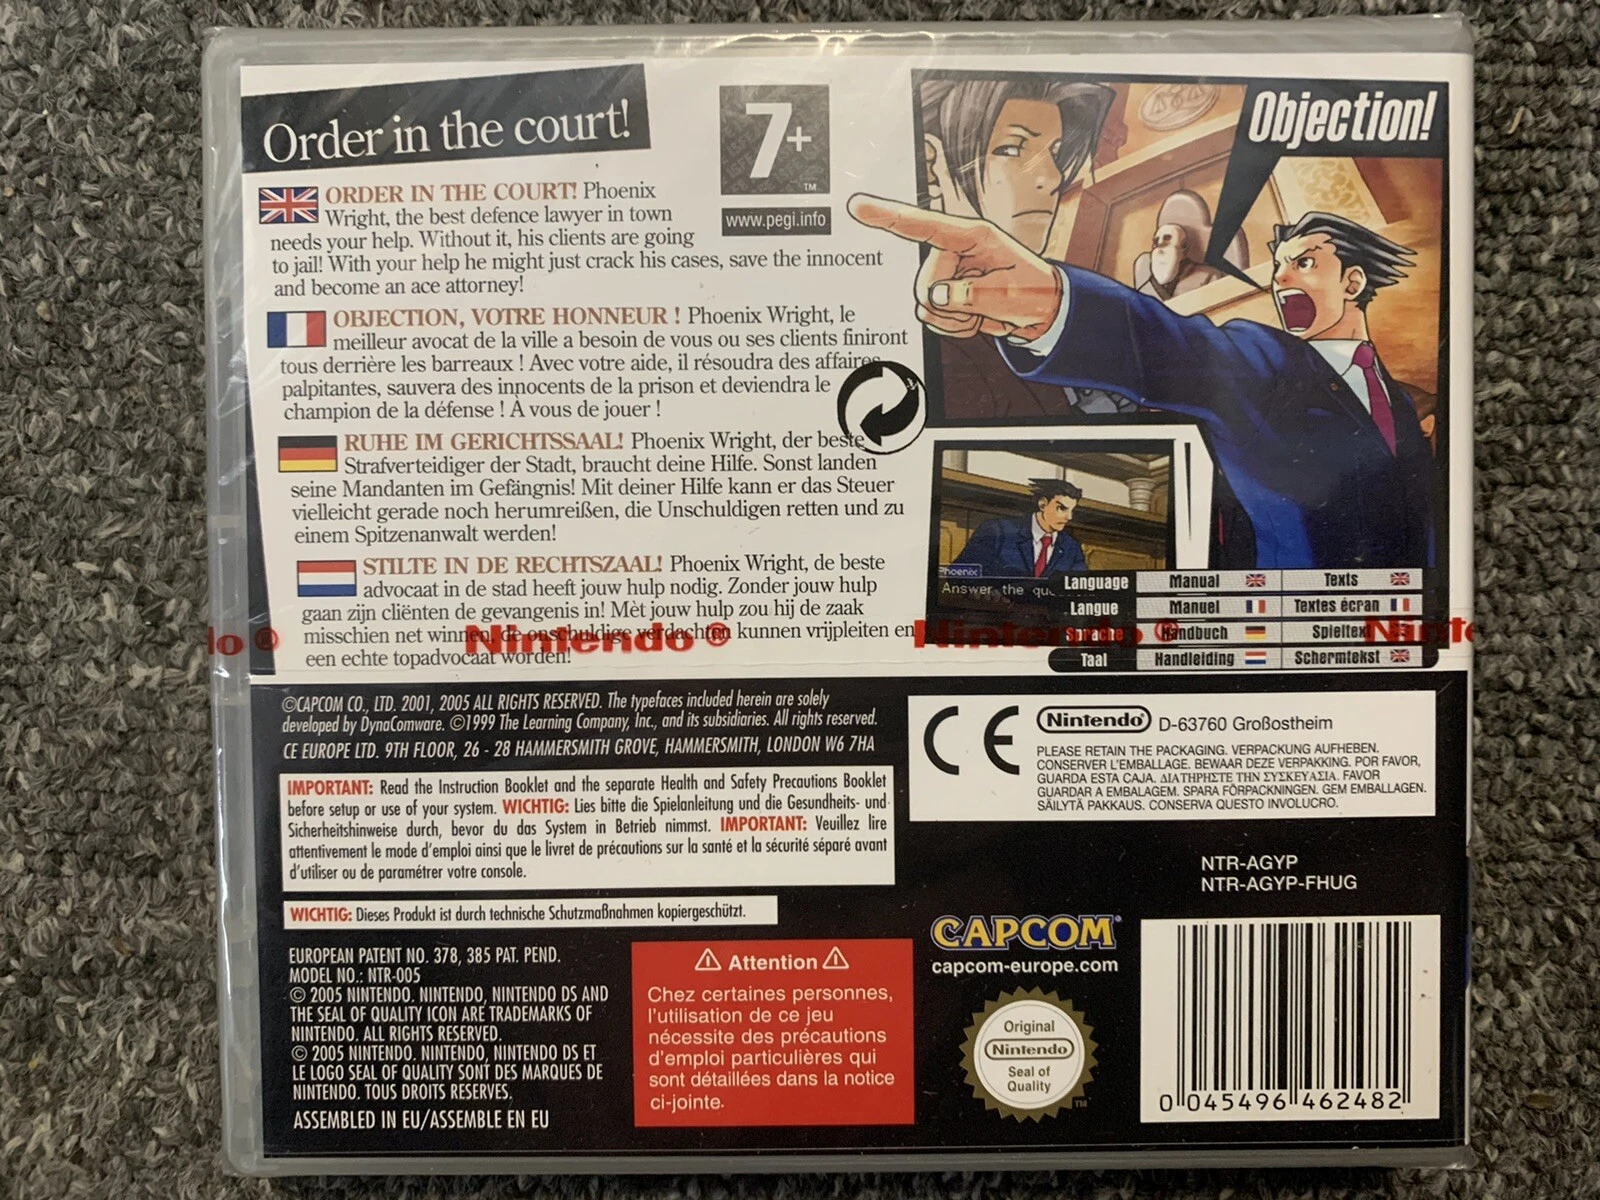 Order in the court!
7+
TM
www.pegi.info
Objection!
ORDER IN THE COURT! Phoenix
Wright, the best defence lawyer in town
needs your help. Without it, his clients are going
to jail! With your help he might just crack his cases, save the innocent
and become an ace attorney!
OBJECTION, VOTRE HONNEUR ! Phoenix Wright, le
meilleur avocat de la ville a besoin de vous ou ses clients finiront
tous derrière les barreaux ! Avec votre aide, il résoudra des affaires
palpitantes, sauvera des innocents de la prison et deviendra le
champion de la défense ! À vous de jouer !
RUHE IM GERICHTSSAAL! Phoenix Wright, der beste
Strafverteidiger der Stadt, braucht deine Hilfe. Sonst landen
seine Mandanten im Gefängnis! Mit deiner Hilfe kann er das Steuer
vielleicht gerade noch herumreißen, die Unschuldigen retten und zu
einem Spitzenanwalt werden!
STILTE IN DE RECHTSZAAL! Phoenix Wright, de beste
advocaat in de stad heeft jouw hulp nodig. Zonder jouw hulp
gaan zijn cliënten de gevangenis in! Mèt jouw hulp zou hij de zaak
misschien net winnen, de onschuldige verdachten kunnen vrijpleiten en
een echte topadvocaat worden!
Phoenix
Answer the
Language Manual Texts
Langue Manuel Textes écran
Sprache Handbuch Spieltext
Taal Handleiding Schermtekst
o ® Nintendo ® Nintendo ® Ninte
©CAPCOM CO., LTD. 2001, 2005 ALL RIGHTS RESERVED. The typefaces included herein are solely
developed by DynaComware. ©1999 The Learning Company, Inc., and its subsidiaries. All rights reserved.
CE EUROPE LTD. 9TH FLOOR, 26 - 28 HAMMERSMITH GROVE, HAMMERSMITH, LONDON W6 7HA
IMPORTANT: Read the Instruction Booklet and the separate Health and Safety Precautions Booklet
before setup or use of your system. WICHTIG: Lies bitte die Spielanleitung und die Gesundheits- und
Sicherheitshinweise durch, bevor du das System in Betrieb nimmst. IMPORTANT: Veuillez lire
attentivement le mode d'emploi ainsi que le livret de précautions sur la santé et la sécurité séparé avant
d'utiliser ou de paramétrer votre console.
WICHTIG: Dieses Produkt ist durch technische Schutzmaßnahmen kopiergeschützt.
EUROPEAN PATENT NO. 378, 385 PAT. PEND.
MODEL NO.: NTR-005
© 2005 NINTENDO. NINTENDO, NINTENDO DS AND
THE SEAL OF QUALITY ICON ARE TRADEMARKS OF
NINTENDO. ALL RIGHTS RESERVED.
© 2005 NINTENDO. NINTENDO, NINTENDO DS ET
LE LOGO SEAL OF QUALITY SONT DES MARQUES DE
NINTENDO. TOUS DROITS RESERVES.
ASSEMBLED IN EU/ASSEMBLE EN EU
Attention
Chez certaines personnes,
l'utilisation de ce jeu
nécessite des précautions
d'emploi particulières qui
sont détaillées dans la notice
ci-jointe.
CE
Nintendo® D-63760 Großostheim
PLEASE RETAIN THE PACKAGING. VERPACKUNG AUFHEBEN.
CONSERVER L'EMBALLAGE. BEWAAR DEZE VERPAKKING. POR FAVOR,
GUARDA ESTA CAJA. ΔΙΑΤΗΡΗΣΤΕ ΤΗΝ ΣΥΣΚΕΥΑΣΙΑ. FAVOR
GUARDAR A EMBALAGEM. SPARA FÖRPACKNINGEN. GEM EMBALLAGEN.
SÄILYTÄ PAKKAUS. CONSERVA QUESTO INVOLUCRO.
NTR-AGYP
NTR-AGYP-FHUG
CAPCOM®
capcom-europe.com
Original
Nintendo
Seal of
Quality
TM
0 045496 462482